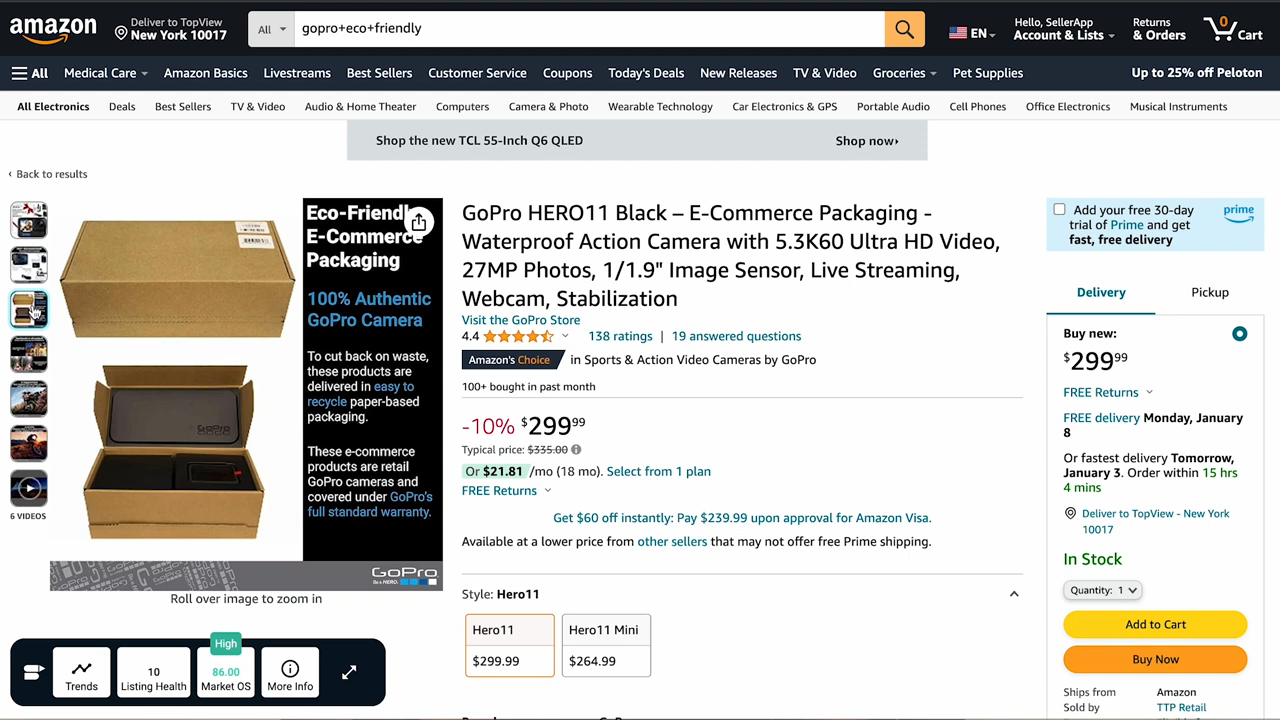 amazon
Deliver to TopView
New York 10017
All
gopro+eco+friendly
EN
Hello, SellerApp
Account & Lists
Returns
& Orders
0
Cart
All
Medical Care
Amazon Basics
Livestreams
Best Sellers
Customer Service
Coupons
Today's Deals
New Releases
TV & Video
Groceries
Pet Supplies
Up to 25% off Peloton
All Electronics
Deals
Best Sellers
TV & Video
Audio & Home Theater
Computers
Camera & Photo
Wearable Technology
Car Electronics & GPS
Portable Audio
Cell Phones
Office Electronics
Musical Instruments
Shop the new TCL 55-Inch Q6 QLED
Shop now›
‹ Back to results
6 VIDEOS
Eco-Friendl
E-Commerce
Packaging
100% Authentic
GoPro Camera
To cut back on waste,
these products are
delivered in easy to
recycle paper-based
packaging.
These e-commerce
products are retail
GoPro cameras and
covered under GoPro's
full standard warranty.
GoPro
Be a HERO.
Roll over image to zoom in
GoPro HERO11 Black – E-Commerce Packaging -
Waterproof Action Camera with 5.3K60 Ultra HD Video,
27MP Photos, 1/1.9" Image Sensor, Live Streaming,
Webcam, Stabilization
Visit the GoPro Store
4.4
138 ratings | 19 answered questions
Amazon's Choice in Sports & Action Video Cameras by GoPro
100+ bought in past month
-10% $299 99
Typical price: $335.00
Or $21.81 /mo (18 mo). Select from 1 plan
FREE Returns
Get $60 off instantly: Pay $239.99 upon approval for Amazon Visa.
Available at a lower price from other sellers that may not offer free Prime shipping.
Style: Hero11
Hero11
$299.99
Hero11 Mini
$264.99
Add your free 30-day
trial of Prime and get
fast, free delivery
prime
Delivery
Pickup
Buy new:
$299 99
FREE Returns
FREE delivery Monday, January
8
Or fastest delivery Tomorrow,
January 3. Order within 15 hrs
4 mins
Deliver to TopView - New York
10017
In Stock
Quantity: 1
Add to Cart
Buy Now
Ships from Amazon
Sold by TTP Retail
High
Trends
10
Listing Health
86.00
Market OS
More Info